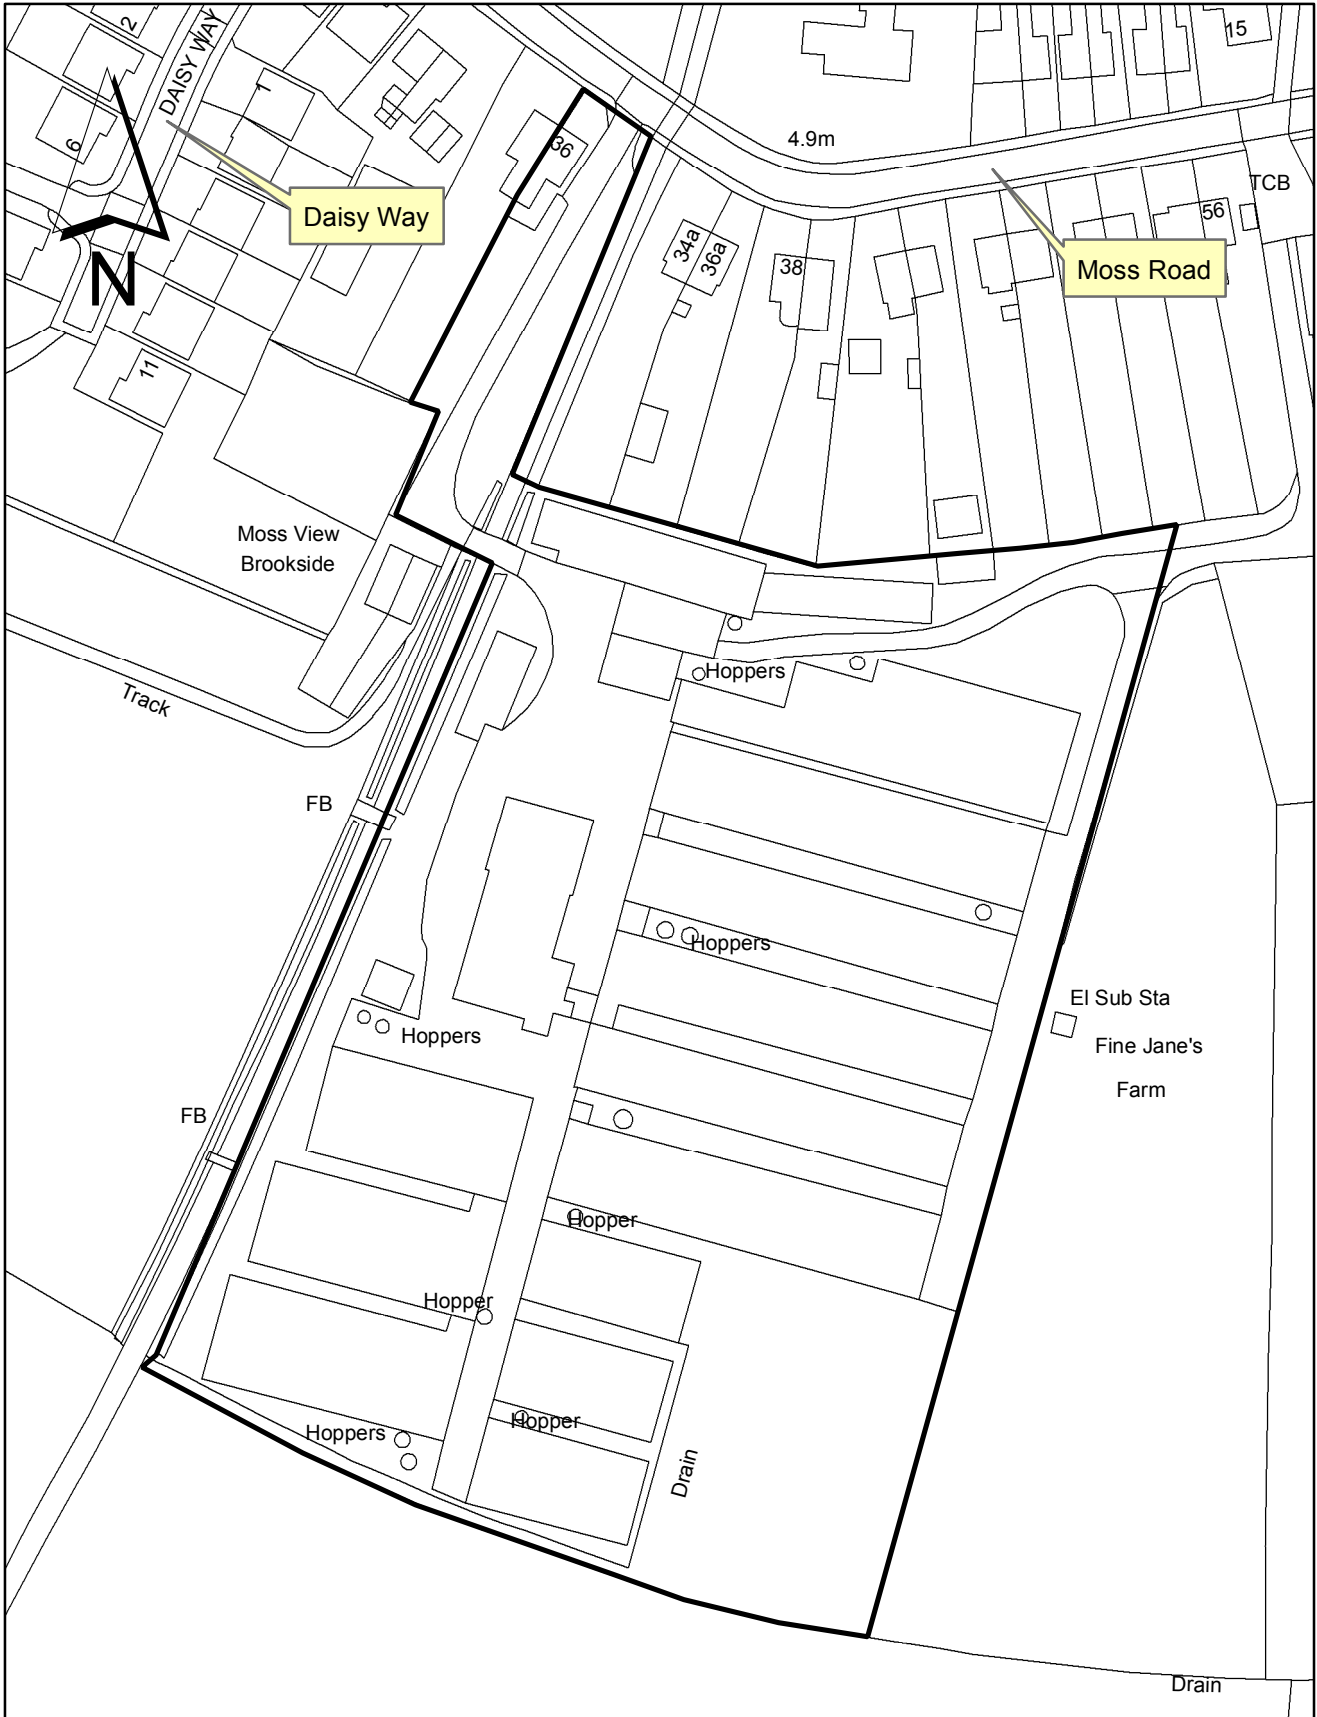 2
DAISY WAY
15
1
6
36
4.9m
TCB
Daisy Way
56
34a
36a
38
Moss Road
N
11
Moss View
Brookside
Hoppers
Track
FB
Hoppers
El Sub Sta
Hoppers
Fine Jane's
Farm
FB
Hopper
Hopper
Hopper
Hoppers
Drain
Drain